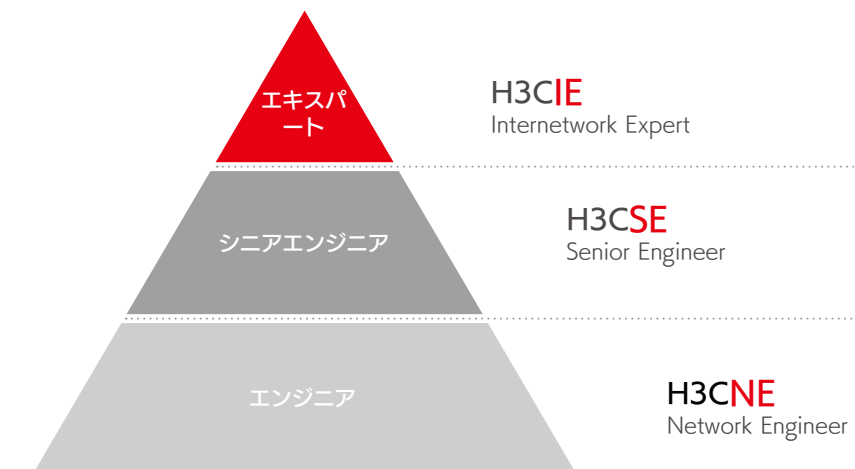 エキスパ
ート
H3CIE
Internetwork Expert
シニアエンジニア
H3CSE
Senior Engineer
エンジニア
H3CNE
Network Engineer